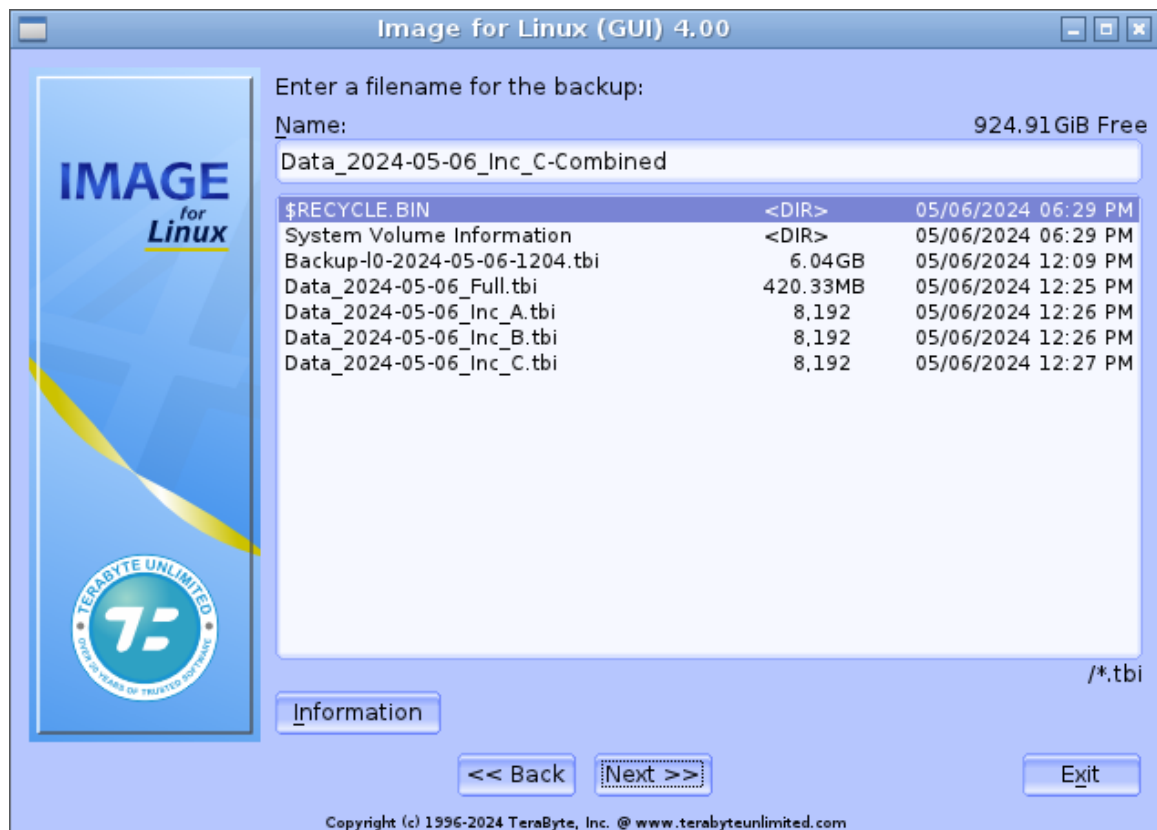 Image for Linux (GUI) 4.00
IMAGE
for
Linux
TERABYTE UNLIMITED
OVER 30 YEARS OF TRUSTED SOFTWARE
Enter a filename for the backup:
Name: 924.91GiB Free
Data_2024-05-06_Inc_C-Combined
$RECYCLE.BIN <DIR> 05/06/2024 06:29 PM
System Volume Information <DIR> 05/06/2024 06:29 PM
Backup-l0-2024-05-06-1204.tbi 6.04GB 05/06/2024 12:09 PM
Data_2024-05-06_Full.tbi 420.33MB 05/06/2024 12:25 PM
Data_2024-05-06_Inc_A.tbi 8,192 05/06/2024 12:26 PM
Data_2024-05-06_Inc_B.tbi 8,192 05/06/2024 12:26 PM
Data_2024-05-06_Inc_C.tbi 8,192 05/06/2024 12:27 PM
/*.tbi
Information
<< Back Next >> Exit
Copyright (c) 1996-2024 TeraByte, Inc. @ www.terabyteunlimited.com